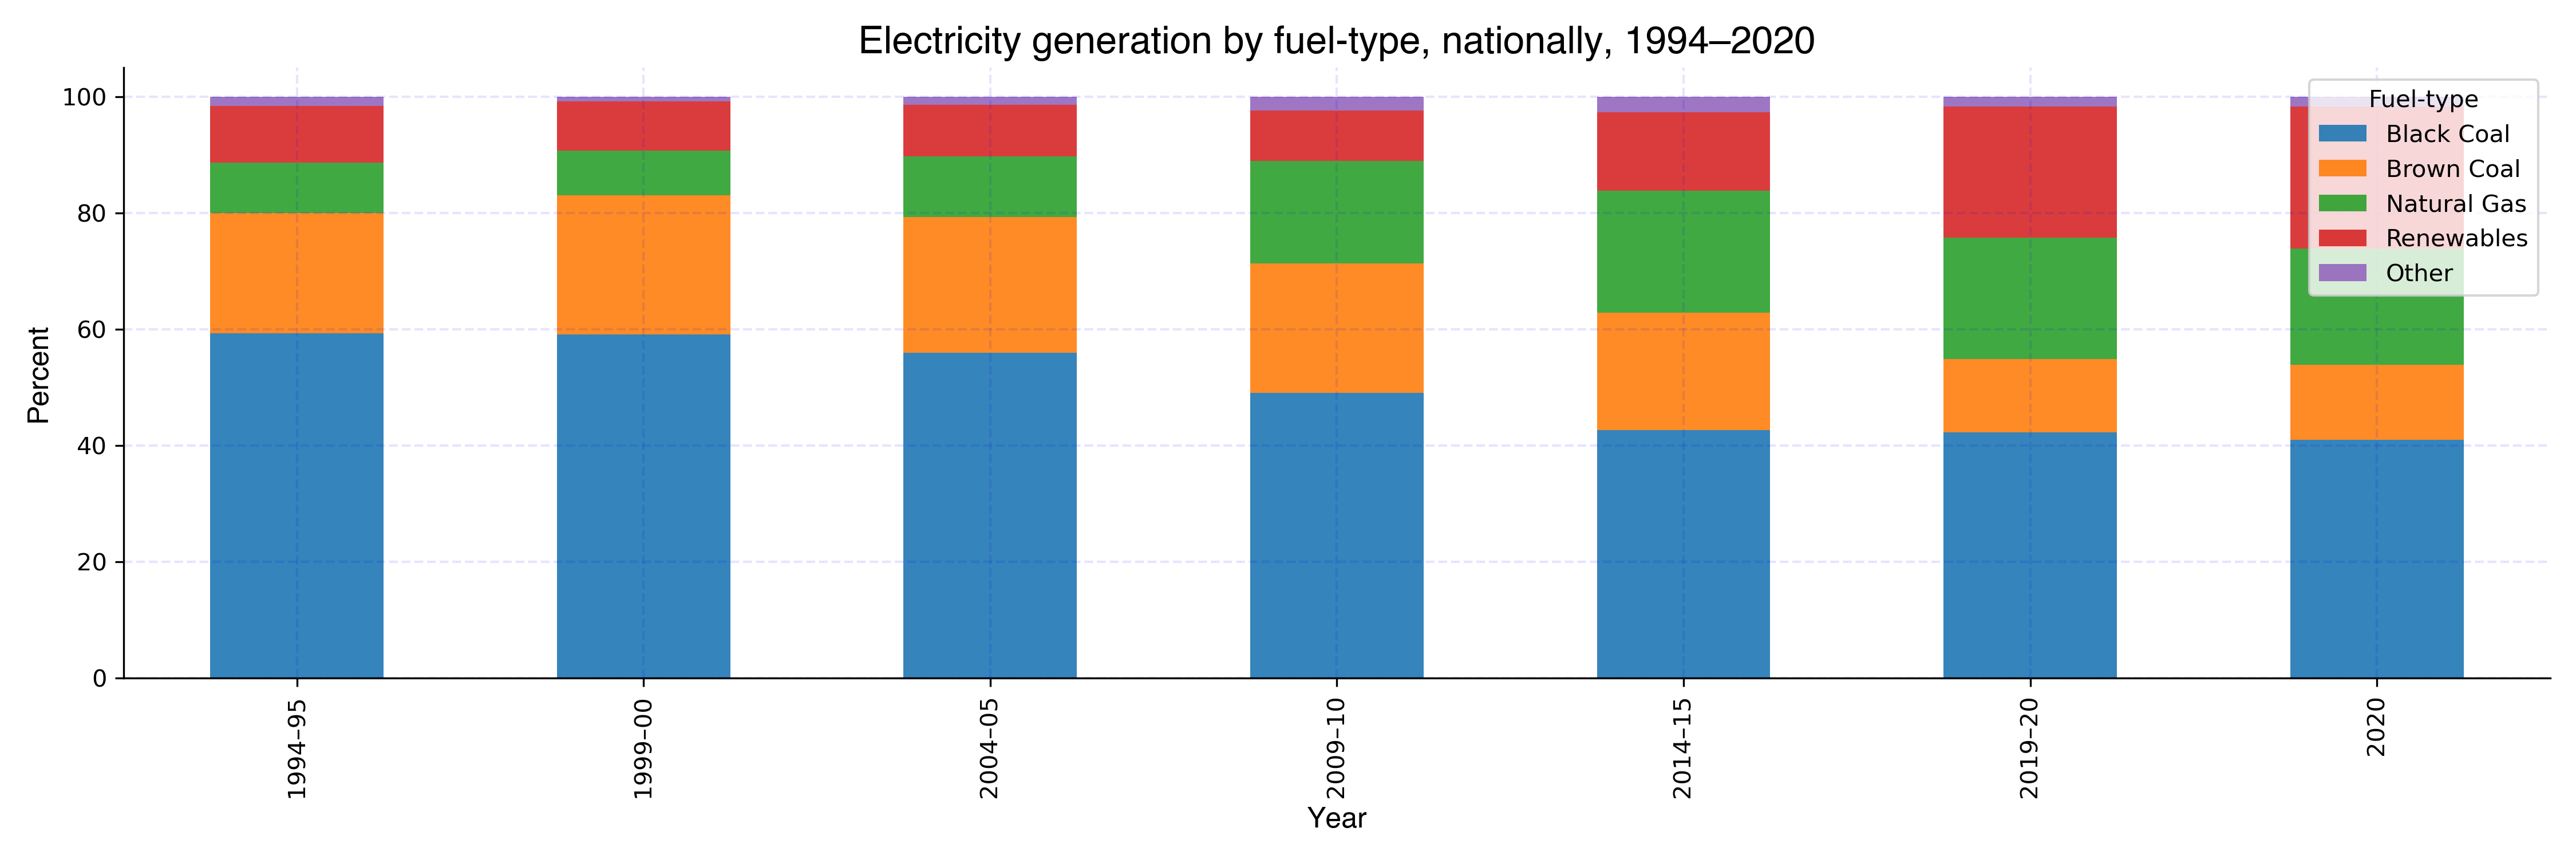 Electricity generation by fuel-type, nationally, 1994–2020
Percent
100
80
60
40
20
0
Fuel-type
Black Coal
Brown Coal
Natural Gas
Renewables
Other
1994–95
1999–00
2004–05
2009–10
2014–15
2019–20
2020
Year